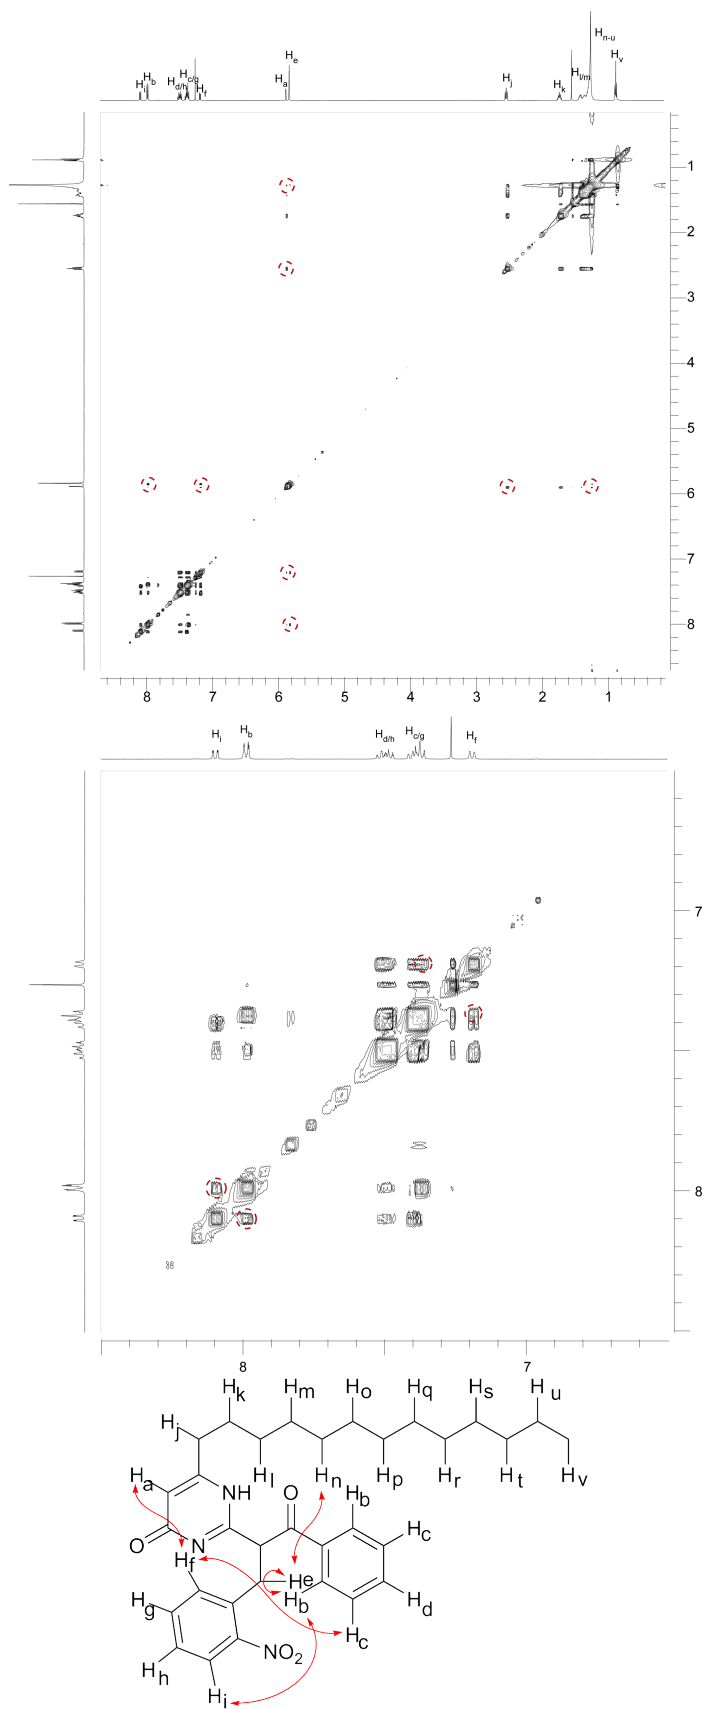 Hn-u
He
Hc/g
Hb
Hi
Hd/h
Hf
Ha
Hj
Hk
Hl/m
Hv
1
2
3
4
5
6
7
8
8 7 6 5 4 3 2 1
Hi Hb Hd/h Hc/g Hf
7
8
8 7
Hk Hm Ho Hq Hs Hu
Hj
Ha Hl Hn Hp Hr Ht Hv
NH O Hb
Hc
O N
Hf He
Hg Hb Hd
Hc
NO2
Hh
Hi